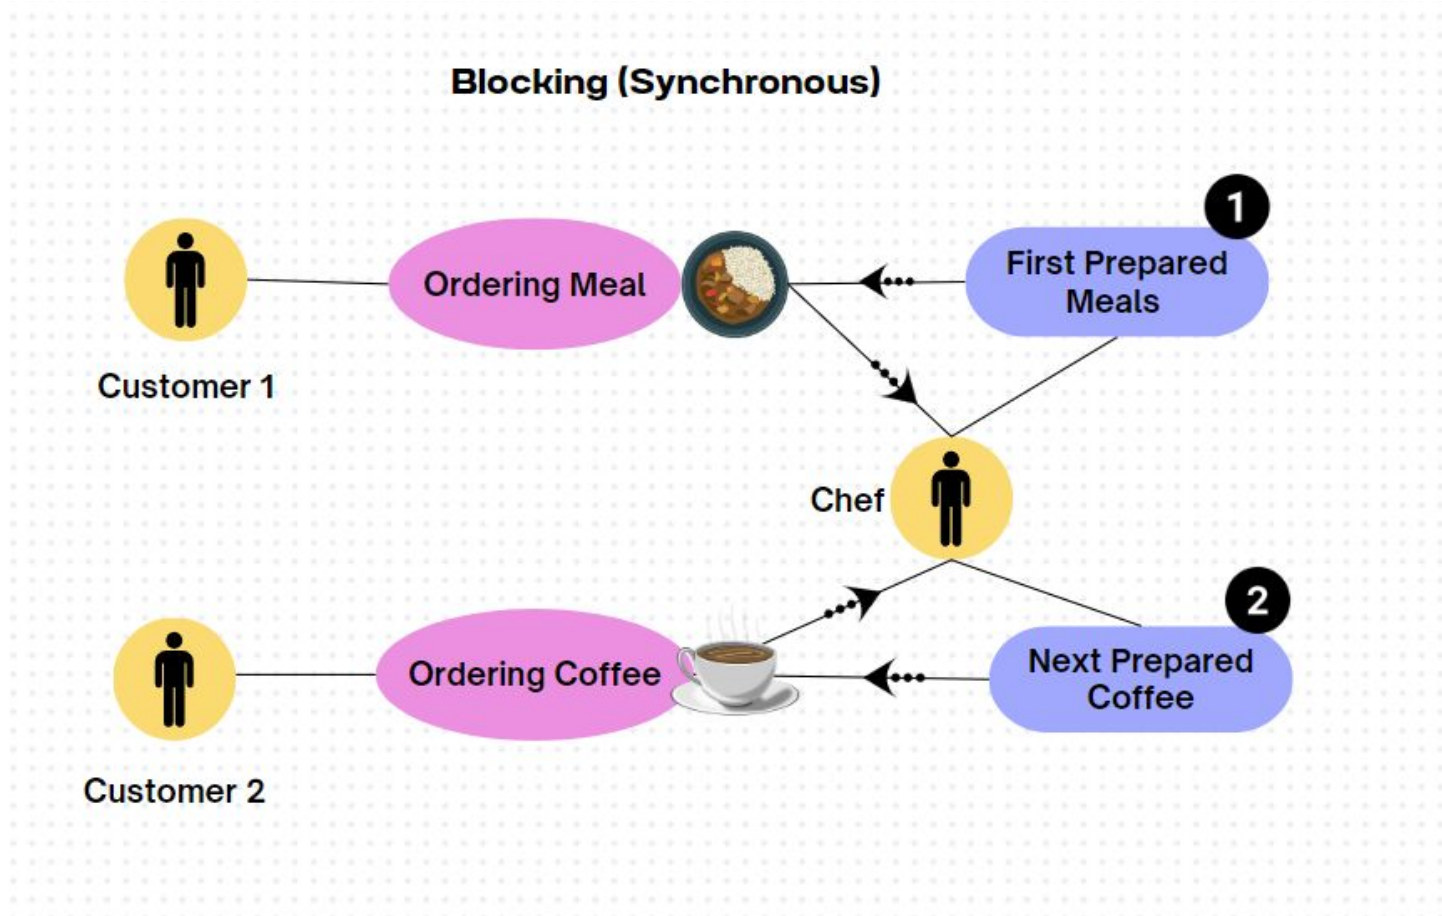 Blocking (Synchronous)
1
Ordering Meal
First Prepared
Meals
Customer 1
Chef
2
Ordering Coffee
Next Prepared
Coffee
Customer 2